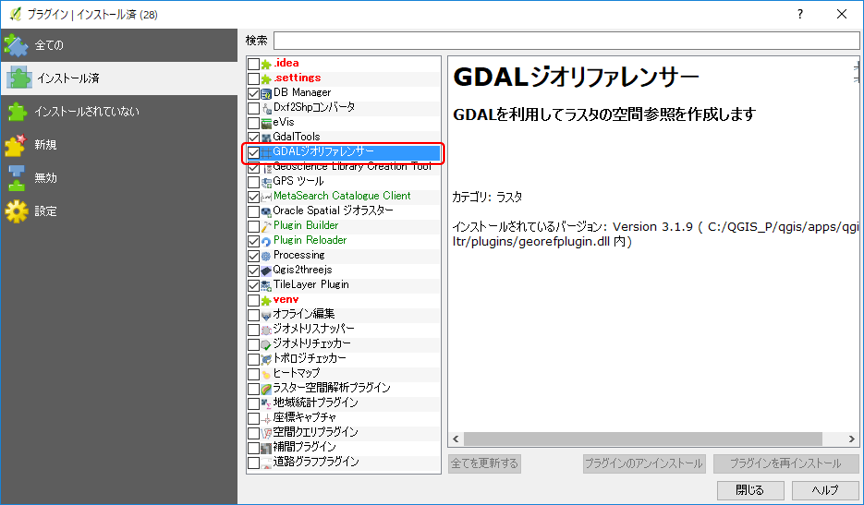 プラグイン | インストール済 (28)
全ての
インストール済
インストールされていない
新規
無効
設定
検索
.idea
.settings
DB Manager
Dxf2Shpコンバータ
eVis
GdalTools
GDALジオリファレンサー
Geoscience Library Creation Tool
GPS ツール
MetaSearch Catalogue Client
Oracle Spatial ジオラスター
Plugin Builder
Plugin Reloader
Processing
Qgis2threejs
TileLayer Plugin
venv
オフライン編集
ジオメトリスナッパー
ジオメトリチェッカー
トポロジチェッカー
ヒートマップ
ラスター空間解析プラグイン
地域統計プラグイン
座標キャプチャ
空間クエリプラグイン
補間プラグイン
道路グラフプラグイン
GDALジオリファレンサー
GDALを利用してラスタの空間参照を作成します
カテゴリ: ラスタ
インストールされているバージョン: Version 3.1.9 ( C:/QGIS_P/qgis/apps/qgi
ltr/plugins/georefplugin.dll 内)
全てを更新する
プラグインのアンインストール
プラグインを再インストール
閉じる
ヘルプ